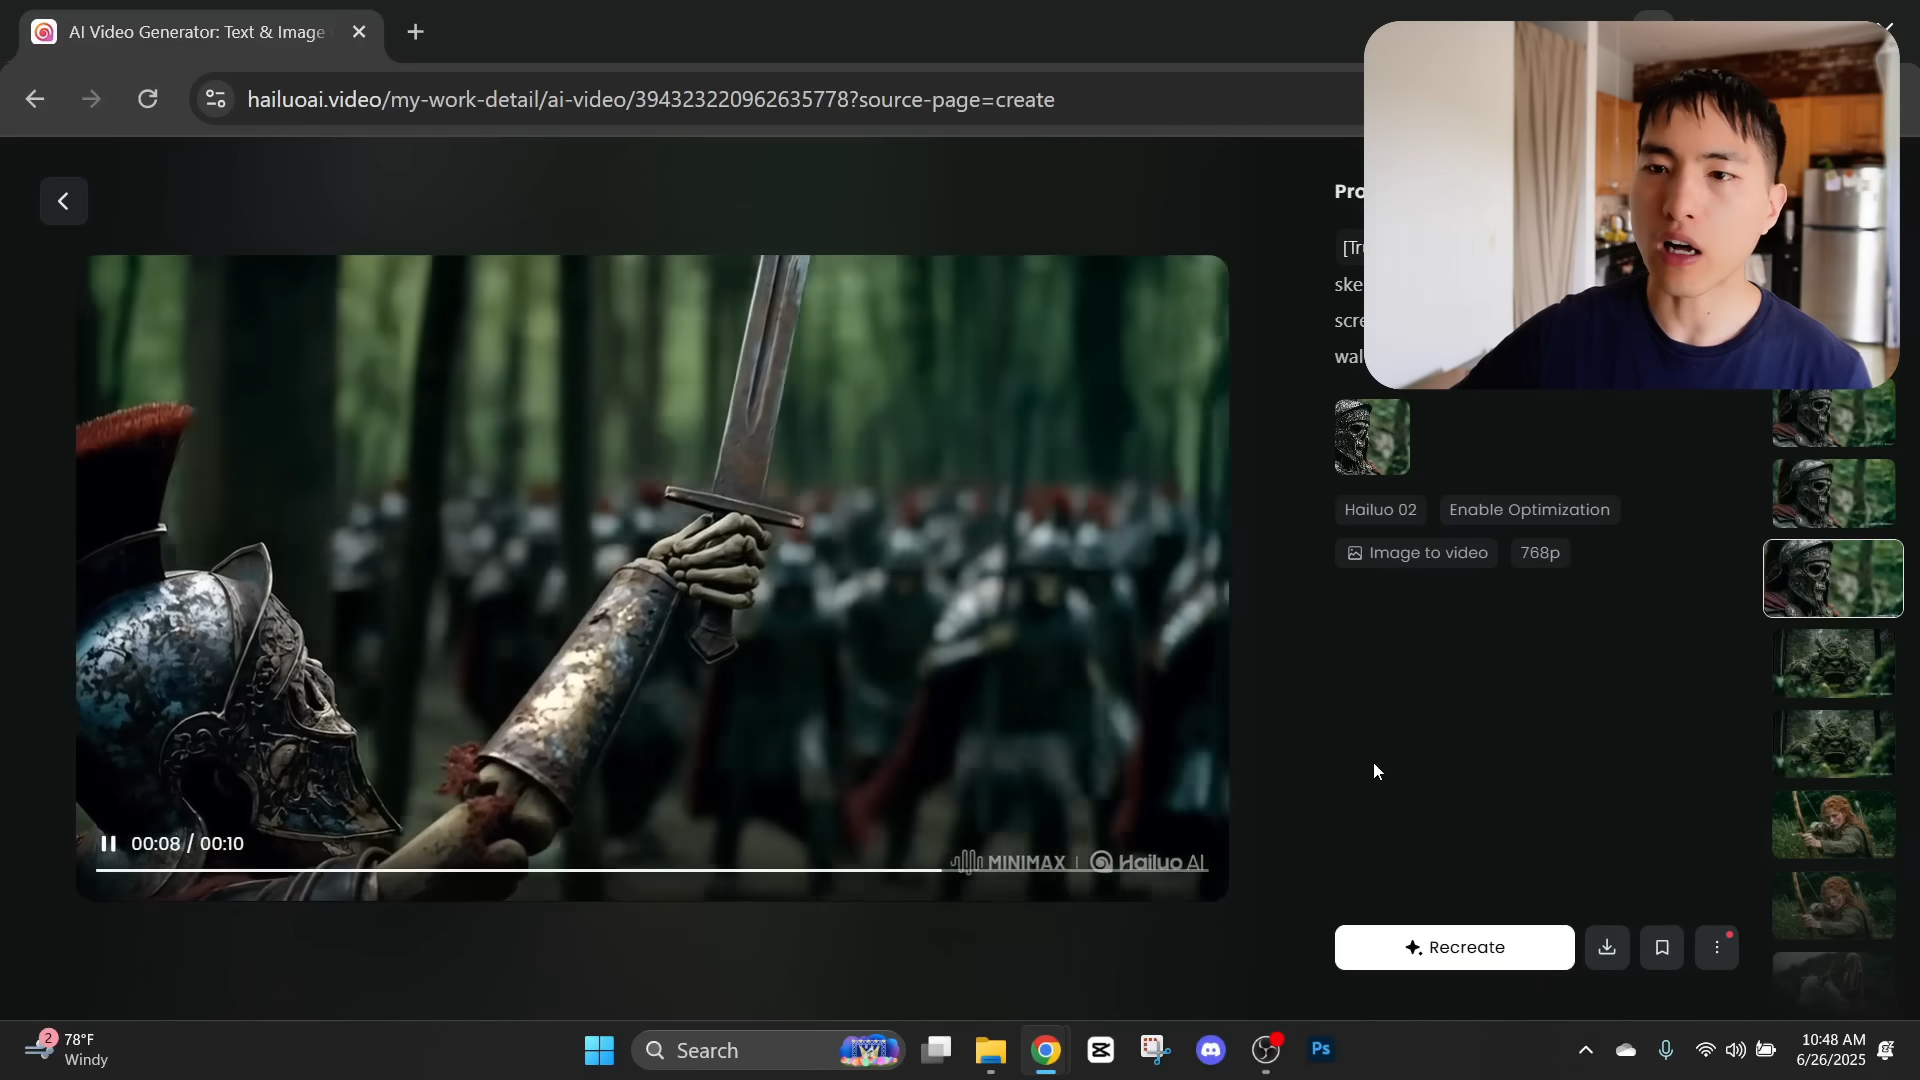 AI Video Generator: Text & Image
hailuoai.video/my-work-detail/ai-video/394323220962635778?source-page=create
Pro
[Tr
ske
scre
wal
Hailuo 02
Enable Optimization
Image to video
768p
00:08 / 00:10
MINIMAX | Hailuo AI
Recreate
2
78°F
Windy
Search
Ps
10:48 AM
6/26/2025